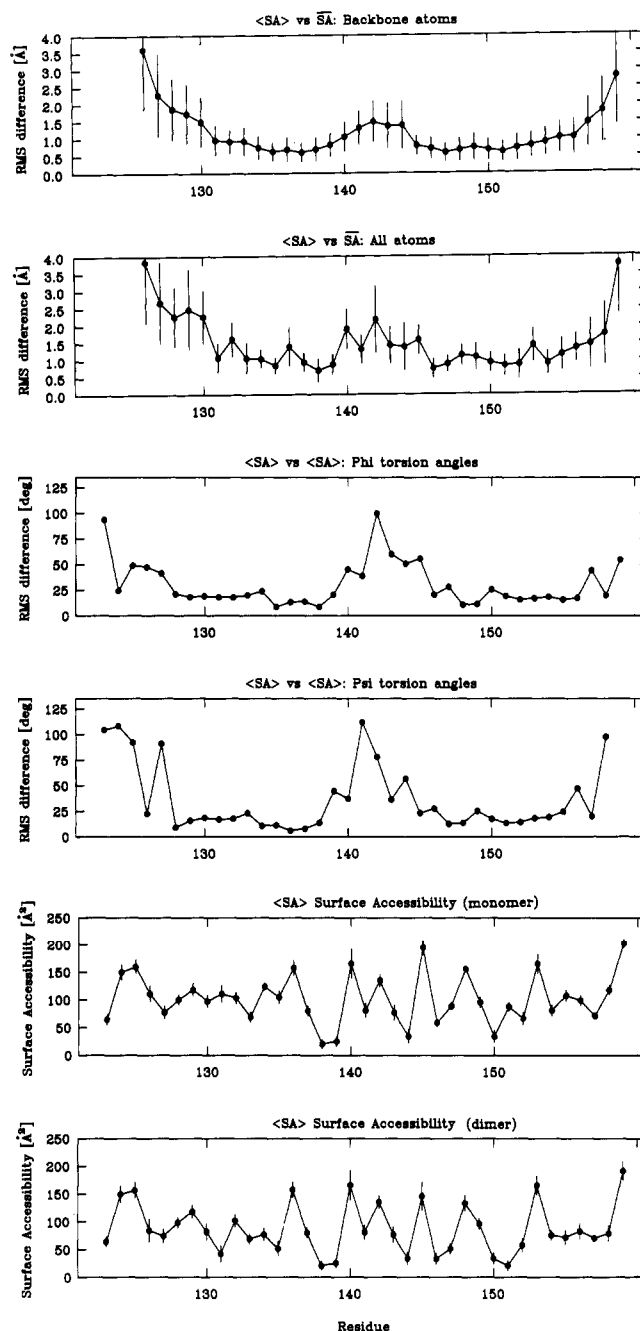 <SA> vs S̅A̅: Backbone atoms
RMS difference [Å]
4.0
3.5
3.0
2.5
2.0
1.5
1.0
0.5
0.0
130 140 150
<SA> vs S̅A̅: All atoms
RMS difference [Å]
4.0
3.5
3.0
2.5
2.0
1.5
1.0
0.5
0.0
130 140 150
<SA> vs <SA>: Phi torsion angles
RMS difference [deg]
125
100
75
50
25
0
130 140 150
<SA> vs <SA>: Psi torsion angles
RMS difference [deg]
125
100
75
50
25
0
130 140 150
<SA> Surface Accessibility (monomer)
Surface Accessibility [Å²]
250
200
150
100
50
0
130 140 150
<SA> Surface Accessibility (dimer)
Surface Accessibility [Å²]
250
200
150
100
50
0
130 140 150
Residue